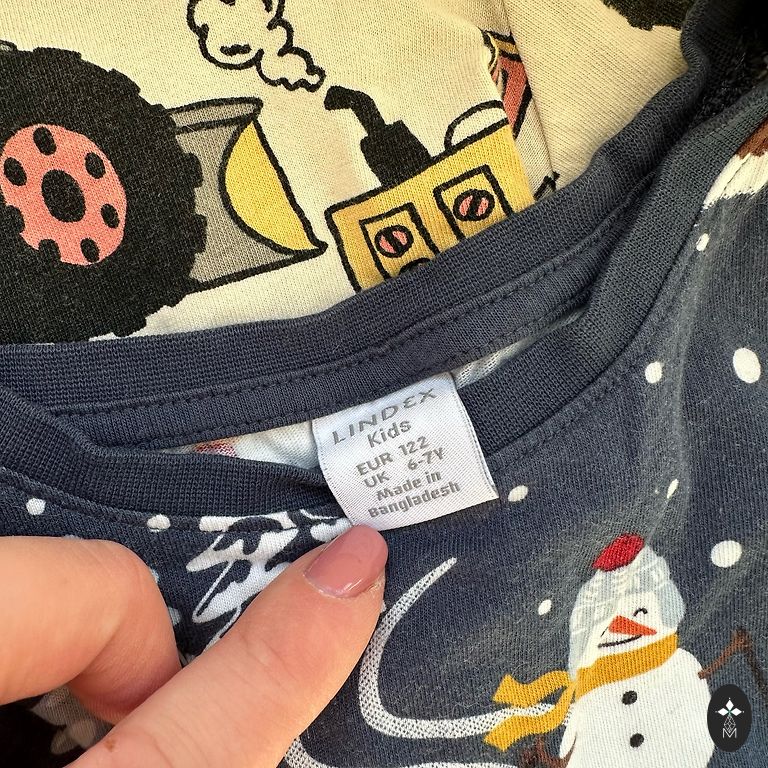 LINDEX
Kids
EUR 122
UK 6-7Y
Made in
Bangladesh